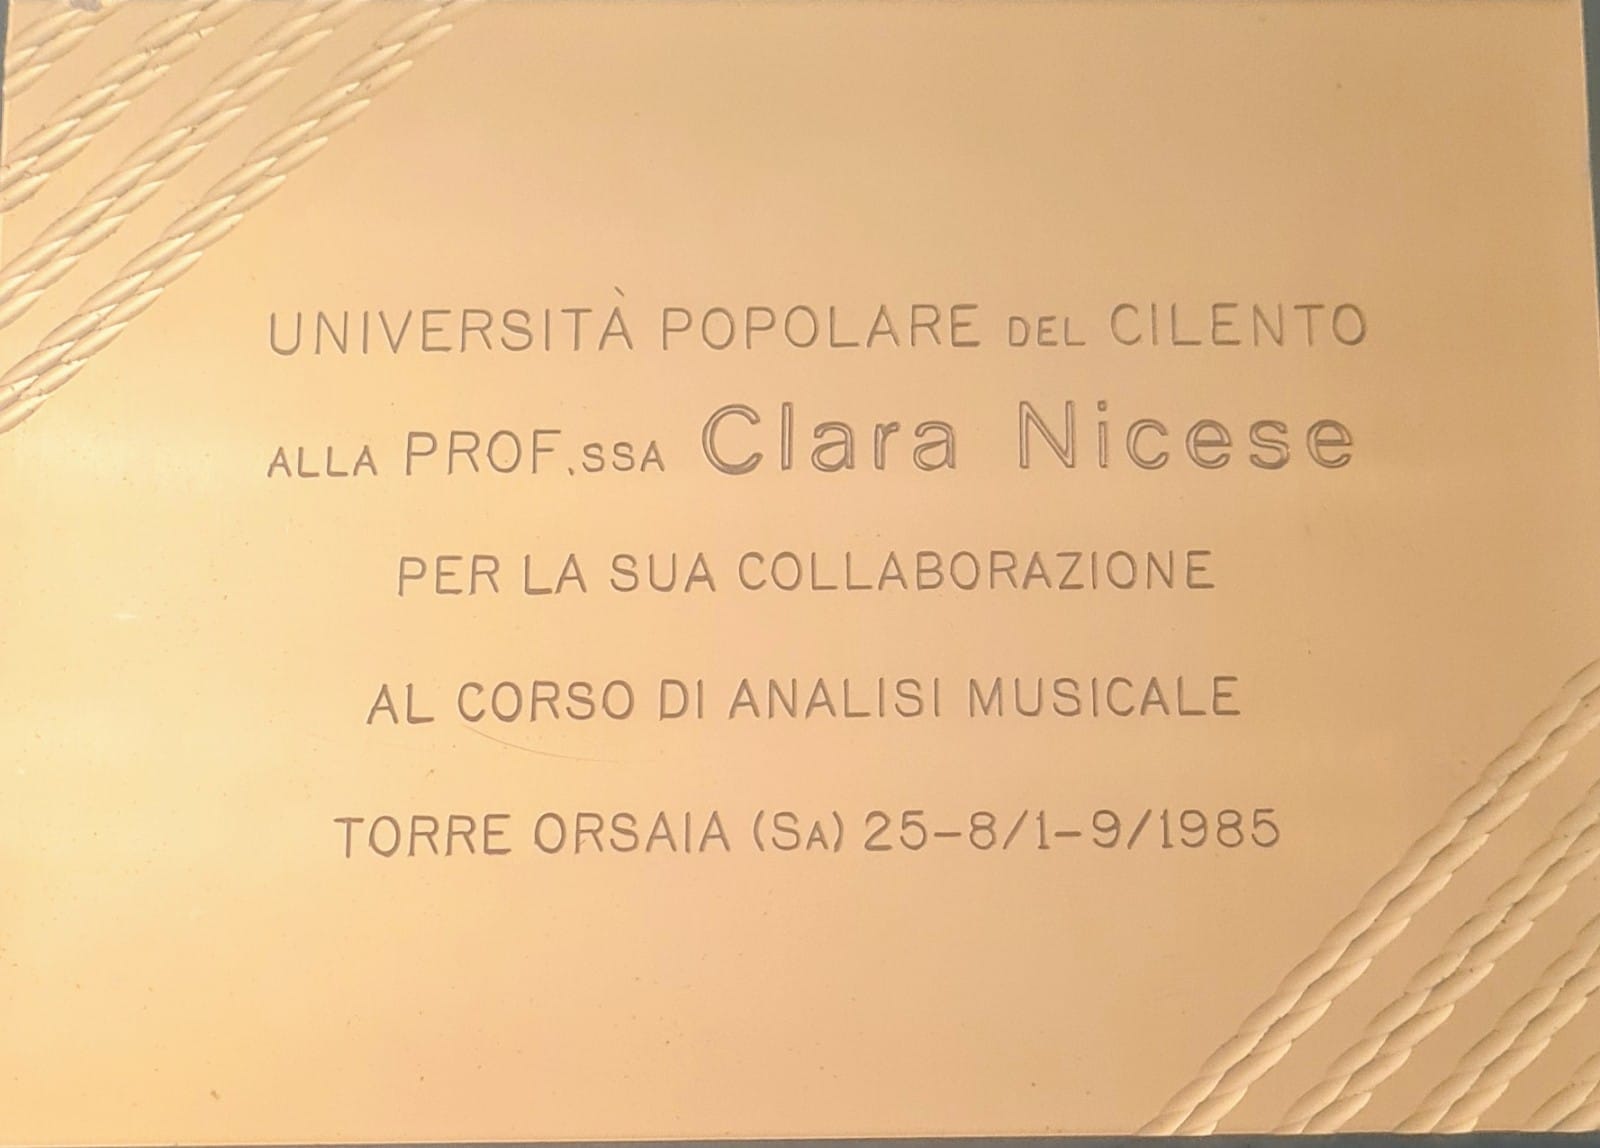 UNIVERSITÀ POPOLARE DEL CILENTO
ALLA PROF.SSA Clara Nicese
PER LA SUA COLLABORAZIONE
AL CORSO DI ANALISI MUSICALE
TORRE ORSAIA (SA) 25-8/1-9/1985